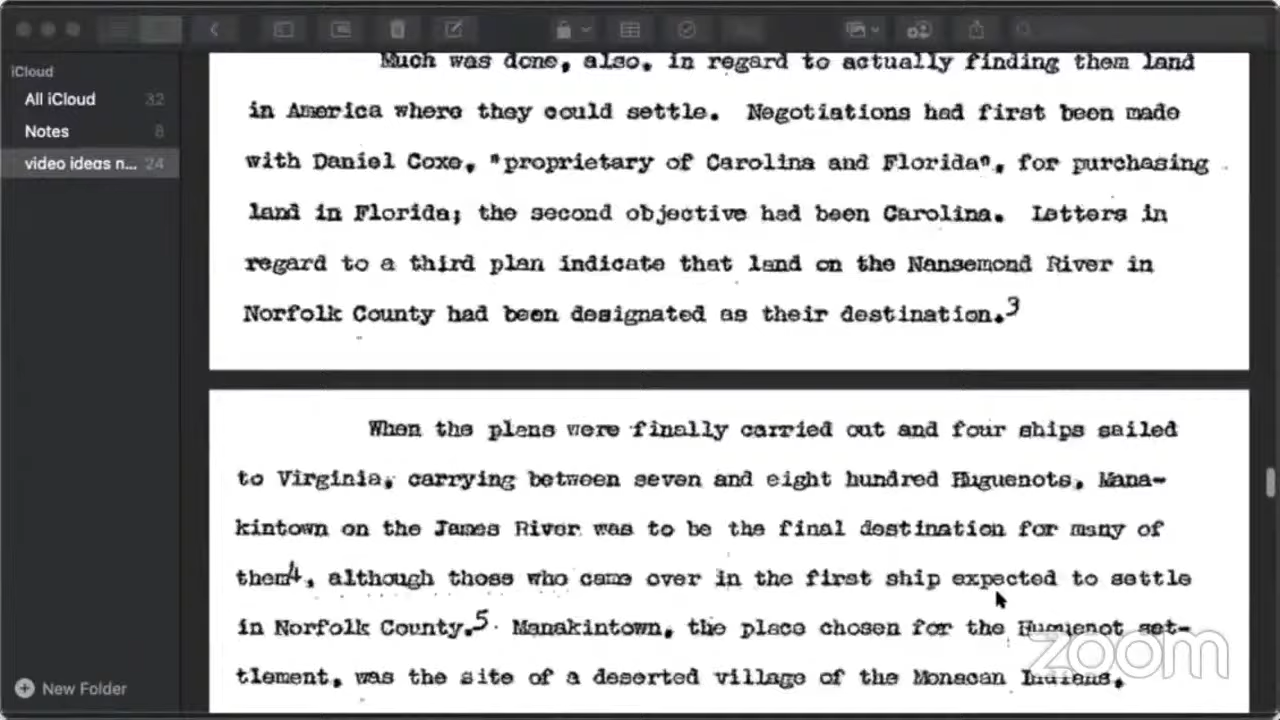 iCloud
All iCloud 32
Notes 8
video ideas n... 24
New Folder
Much was done, also, in regard to actually finding them land
in America where they could settle. Negotiations had first been made
with Daniel Coxe, "proprietary of Carolina and Florida", for purchasing
land in Florida; the second objective had been Carolina. Letters in
regard to a third plan indicate that land on the Nansemond River in
Norfolk County had been designated as their destination.3
When the plans were finally carried out and four ships sailed
to Virginia, carrying between seven and eight hundred Huguenots, Mana-
kintown on the James River was to be the final destination for many of
them4, although those who came over in the first ship expected to settle
in Norfolk County.5 Manakintown, the place chosen for the Huguenot set-
tlement, was the site of a deserted village of the Monacan Indians.
zoom